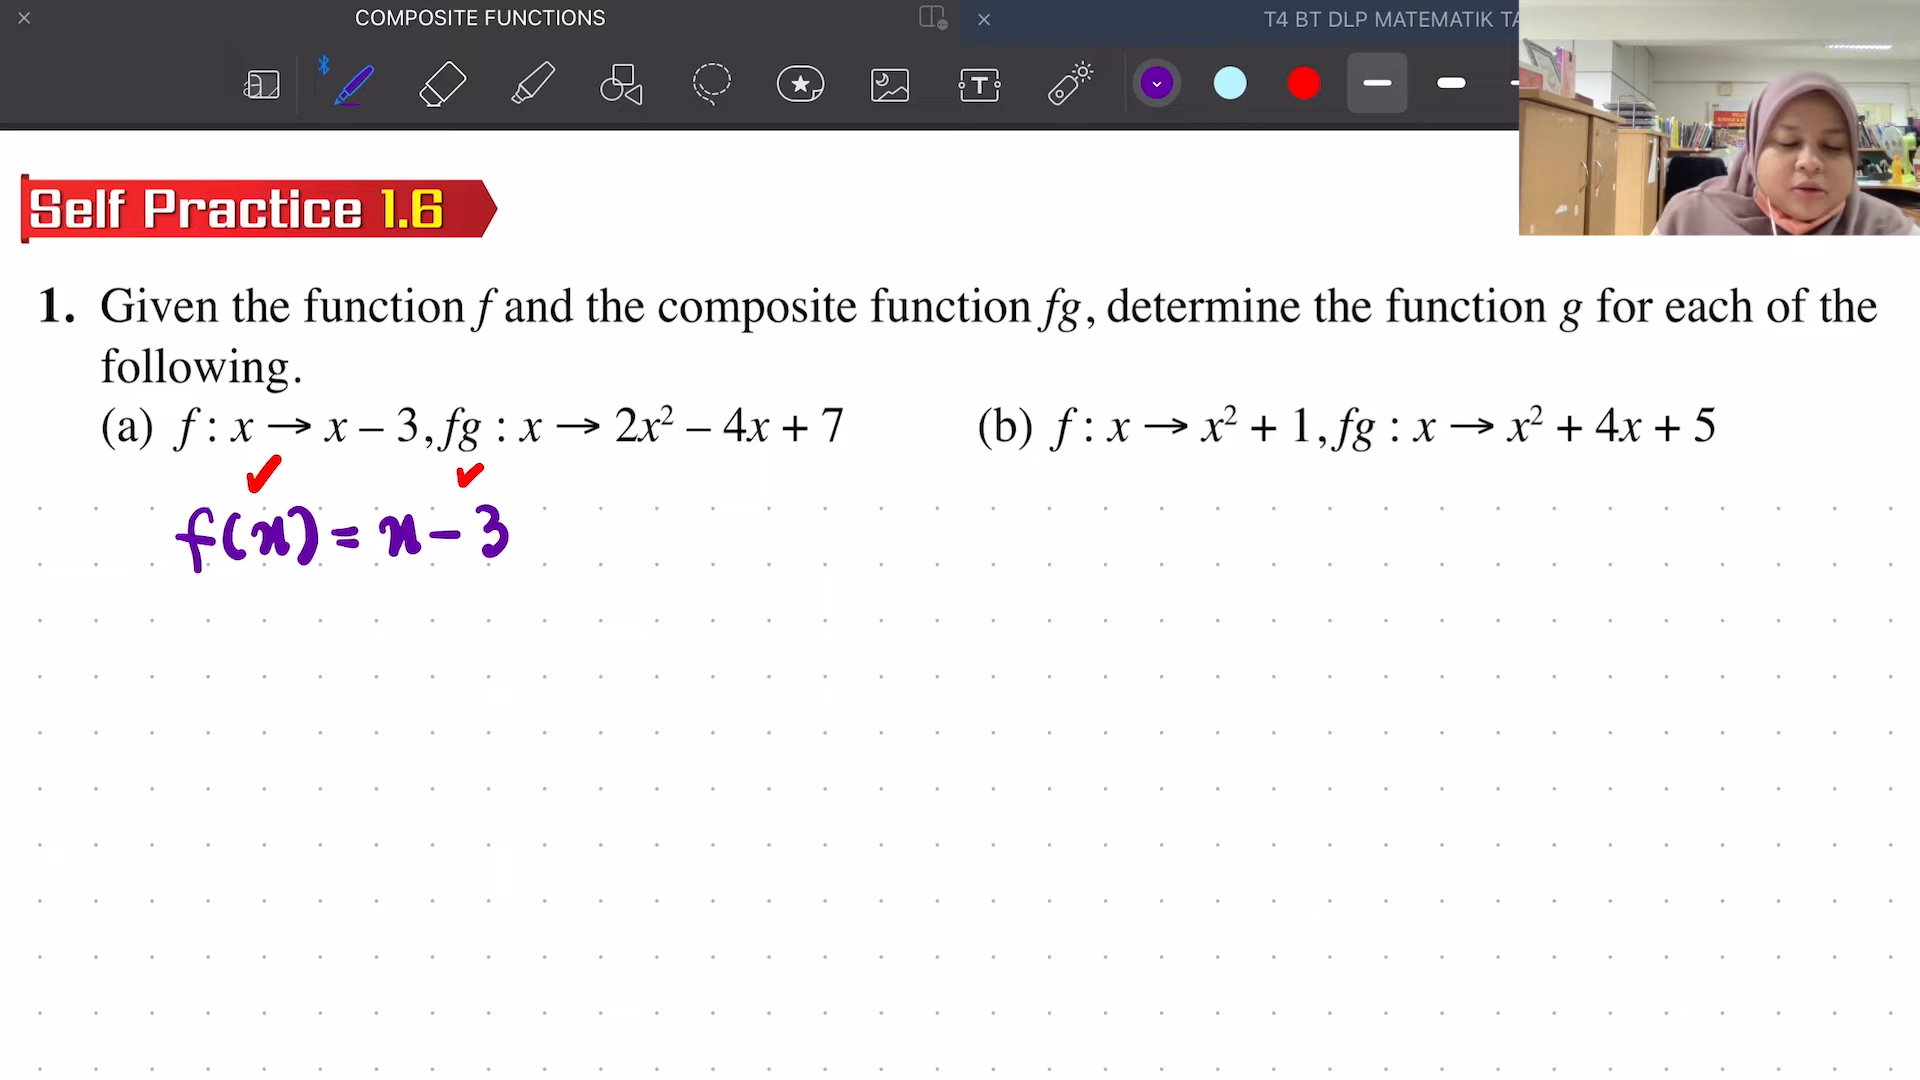 COMPOSITE FUNCTIONS
T4 BT DLP MATEMATIK TA
Self Practice 1.6
1. Given the function f and the composite function fg, determine the function g for each of the
following.
(a) f : x → x – 3, fg : x → 2x² – 4x + 7
(b) f : x → x² + 1, fg : x → x² + 4x + 5
f(x) = x – 3